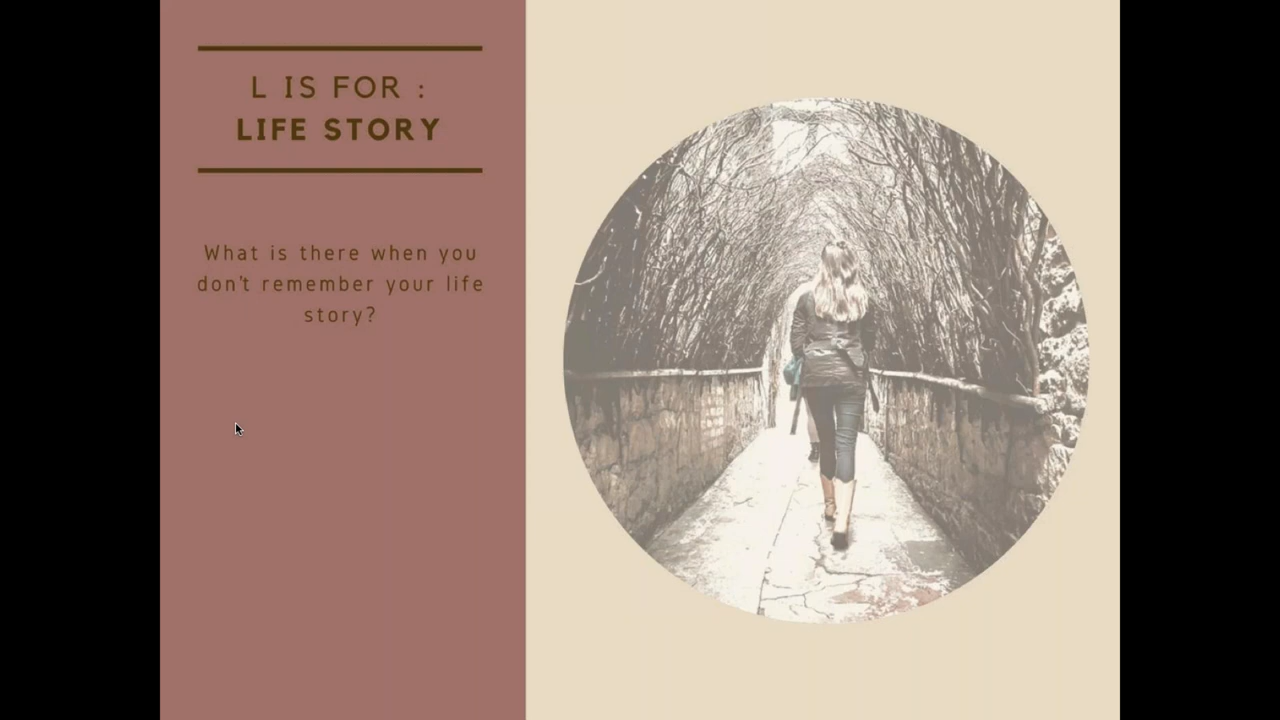 L IS FOR :
LIFE STORY
What is there when you
don't remember your life
story?